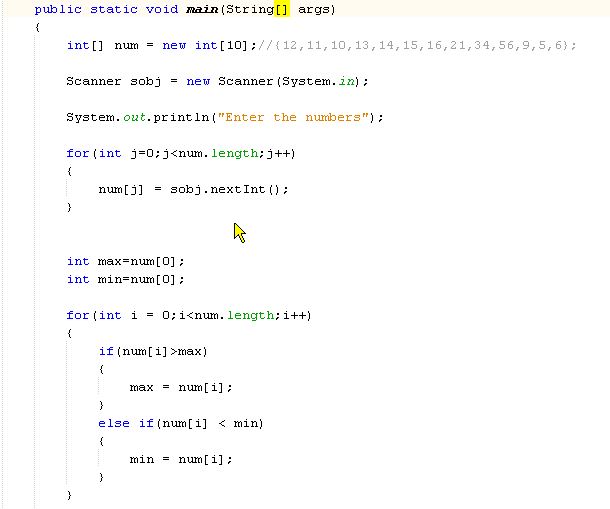 public static void main(String[] args)
{
int[] num = new int[10];//{12,11,10,13,14,15,16,21,34,56,9,5,6};
Scanner sobj = new Scanner(System.in);
System.out.println("Enter the numbers");
for(int j=0;j<num.length;j++)
{
num[j] = sobj.nextInt();
}
int max=num[0];
int min=num[0];
for(int i = 0;i<num.length;i++)
{
if(num[i]>max)
{
max = num[i];
}
else if(num[i] < min)
{
min = num[i];
}
}